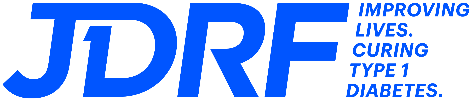 JDRF
IMPROVING
LIVES.
CURING
TYPE 1
DIABETES.